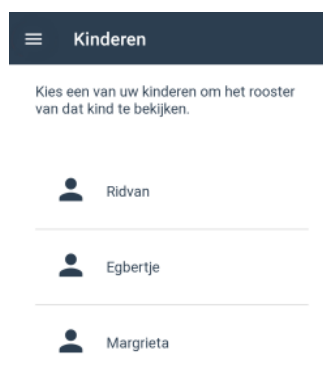 Kinderen
Kies een van uw kinderen om het rooster
van dat kind te bekijken.
Ridvan
Egbertje
Margrieta